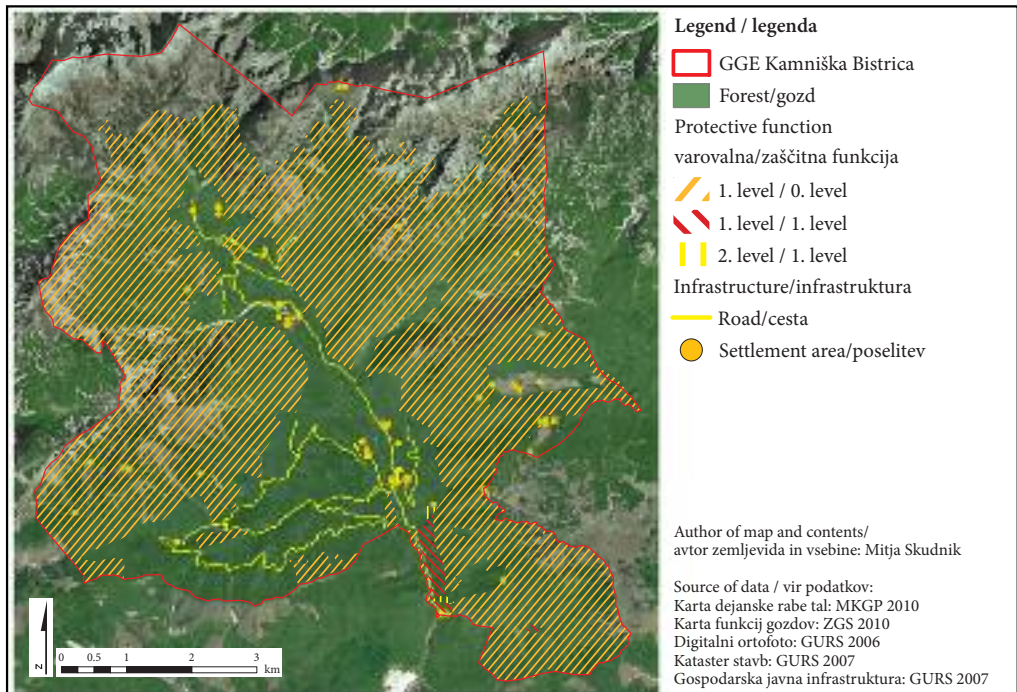 Legend / legenda
GGE Kamniška Bistrica
Forest/gozd
Protective function
varovalna/zaščitna funkcija
1. level / 0. level
1. level / 1. level
2. level / 1. level
Infrastructure/infrastruktura
Road/cesta
Settlement area/poselitev
Author of map and contents/
avtor zemljevida in vsebine: Mitja Skudnik
Source of data / vir podatkov:
Karta dejanske rabe tal: MKGP 2010
Karta funkcij gozdov: ZGS 2010
Digitalni ortofoto: GURS 2006
Kataster stavb: GURS 2007
Gospodarska javna infrastruktura: GURS 2007
N
0 0.5 1 2 3
km